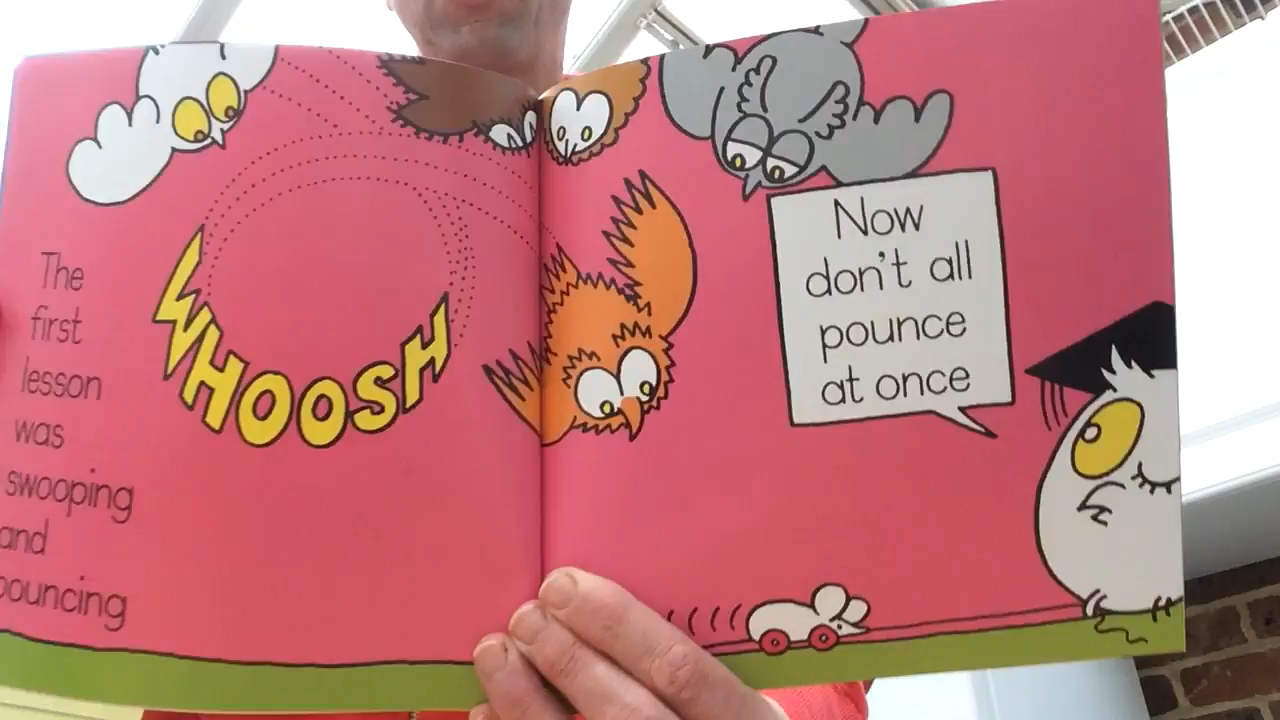 The
first
lesson
was
swooping
and
pouncing
WHOOSH
Now
don't all
pounce
at once